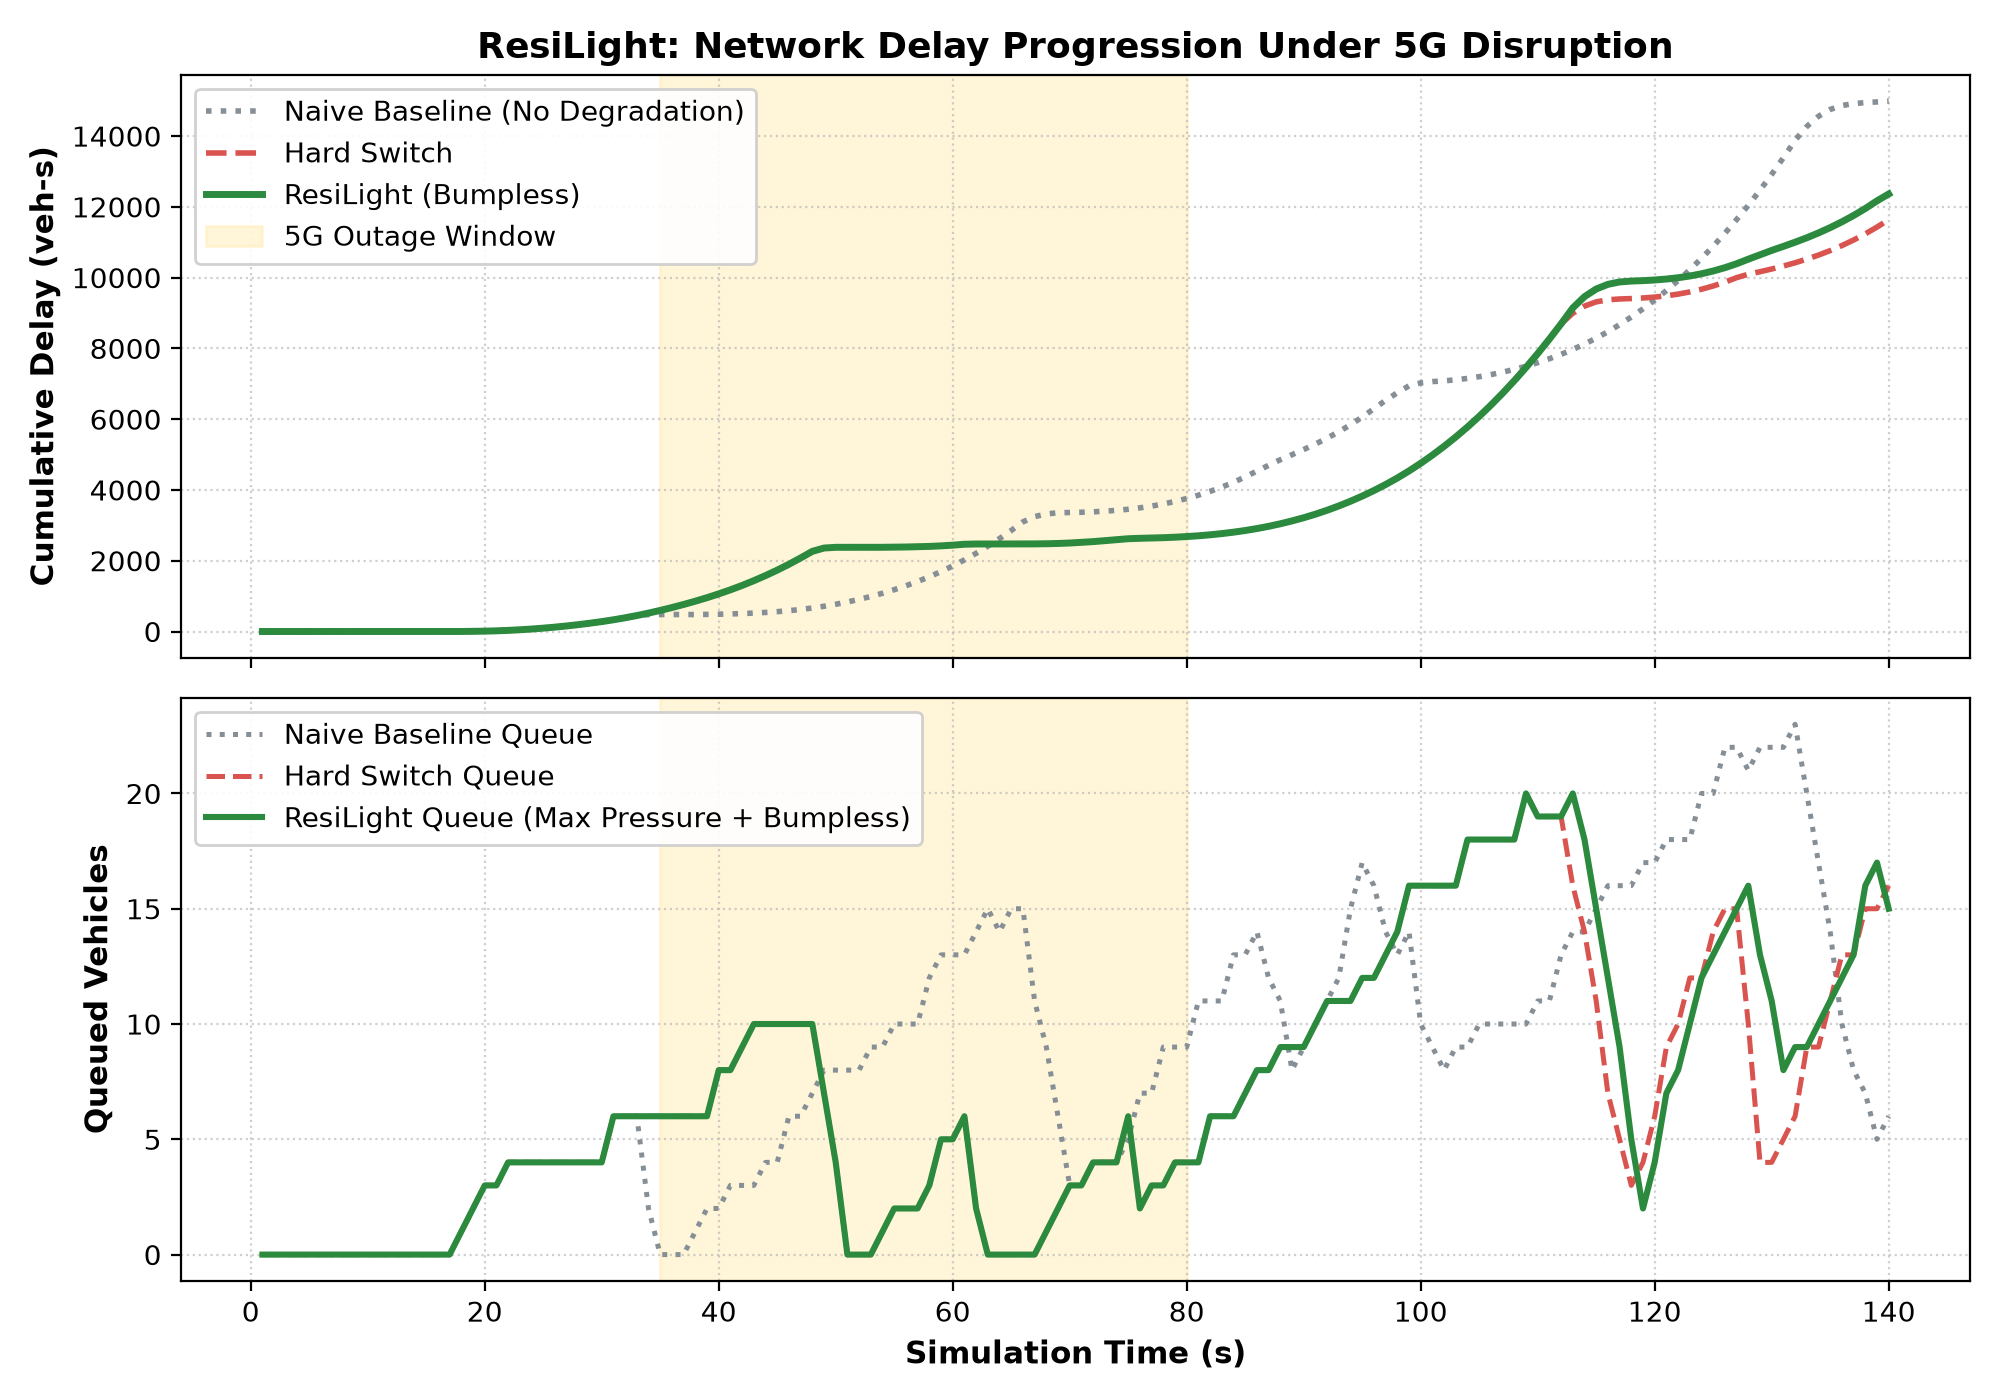 ResiLight: Network Delay Progression Under 5G Disruption
Cumulative Delay (veh-s)
14000
12000
10000
8000
6000
4000
2000
0
Naive Baseline (No Degradation)
Hard Switch
ResiLight (Bumpless)
5G Outage Window
Queued Vehicles
20
15
10
5
0
Naive Baseline Queue
Hard Switch Queue
ResiLight Queue (Max Pressure + Bumpless)
0 20 40 60 80 100 120 140
Simulation Time (s)